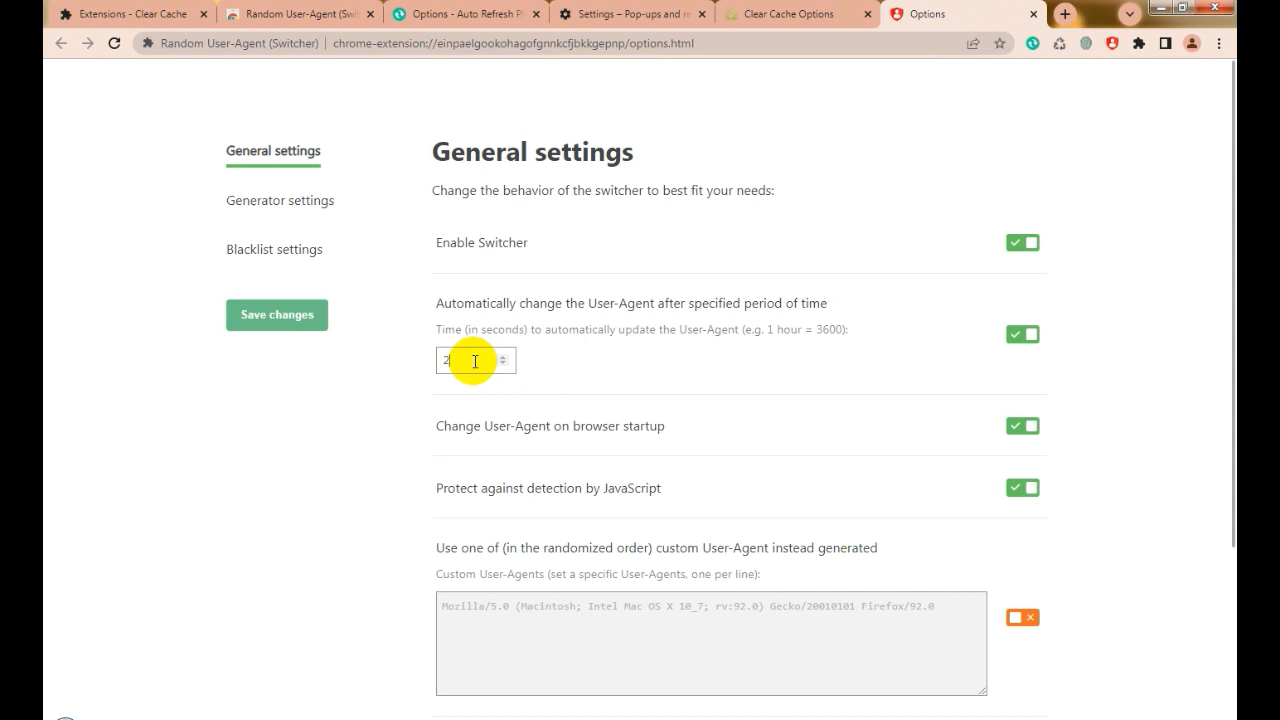 Extensions - Clear Cache
Random User-Agent (Swi
Options - Auto Refresh Pl
Settings – Pop-ups and re
Clear Cache Options
Options
Random User-Agent (Switcher) | chrome-extension://einpaelgookohagofgnnkcfjbkkgepnp/options.html
General settings
Generator settings
Blacklist settings
Save changes
General settings
Change the behavior of the switcher to best fit your needs:
Enable Switcher
Automatically change the User-Agent after specified period of time
Time (in seconds) to automatically update the User-Agent (e.g. 1 hour = 3600):
2
Change User-Agent on browser startup
Protect against detection by JavaScript
Use one of (in the randomized order) custom User-Agent instead generated
Custom User-Agents (set a specific User-Agents, one per line):
Mozilla/5.0 (Macintosh; Intel Mac OS X 10_7; rv:92.0) Gecko/20010101 Firefox/92.0